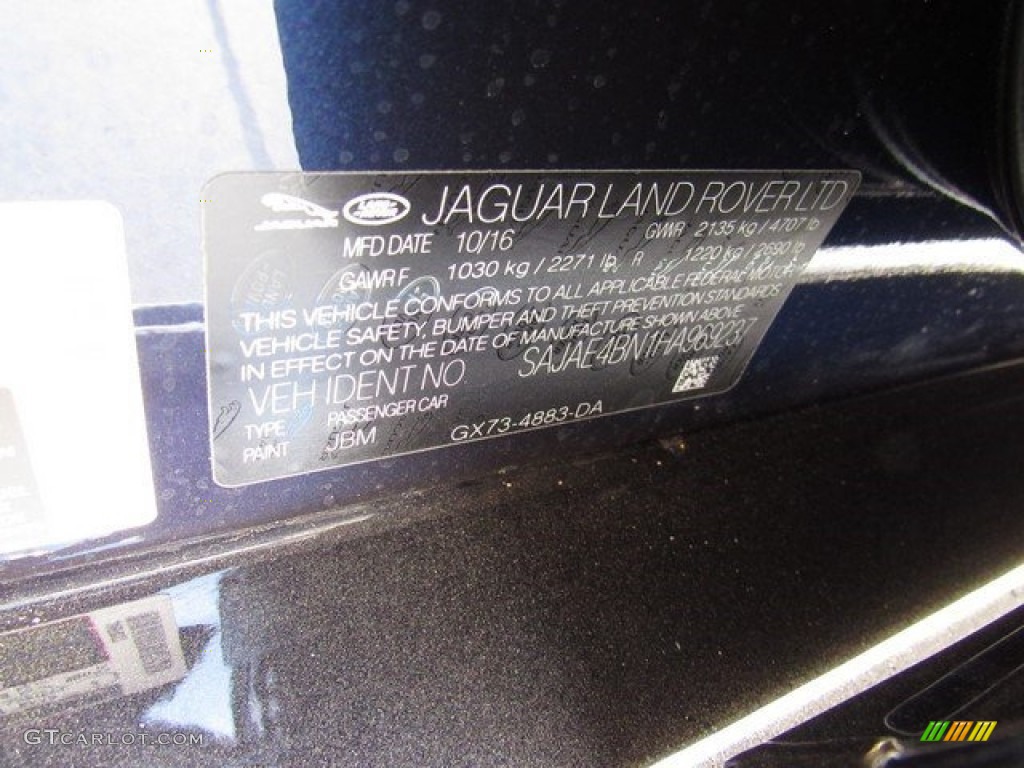 JAGUAR LAND ROVER LTD
MFD DATE 10/16 GVWR 2135 kg / 4707 lb
GAWR F 1030 kg / 2271 lb R 1220 kg / 2690 lb
THIS VEHICLE CONFORMS TO ALL APPLICABLE FEDERAL MOTOR
VEHICLE SAFETY, BUMPER AND THEFT PREVENTION STANDARDS
IN EFFECT ON THE DATE OF MANUFACTURE SHOWN ABOVE
VEH IDENT NO. SAJAE4BN1HA969237
TYPE PASSENGER CAR
PAINT JBM GX73-4883-DA
GTCARLOT.COM